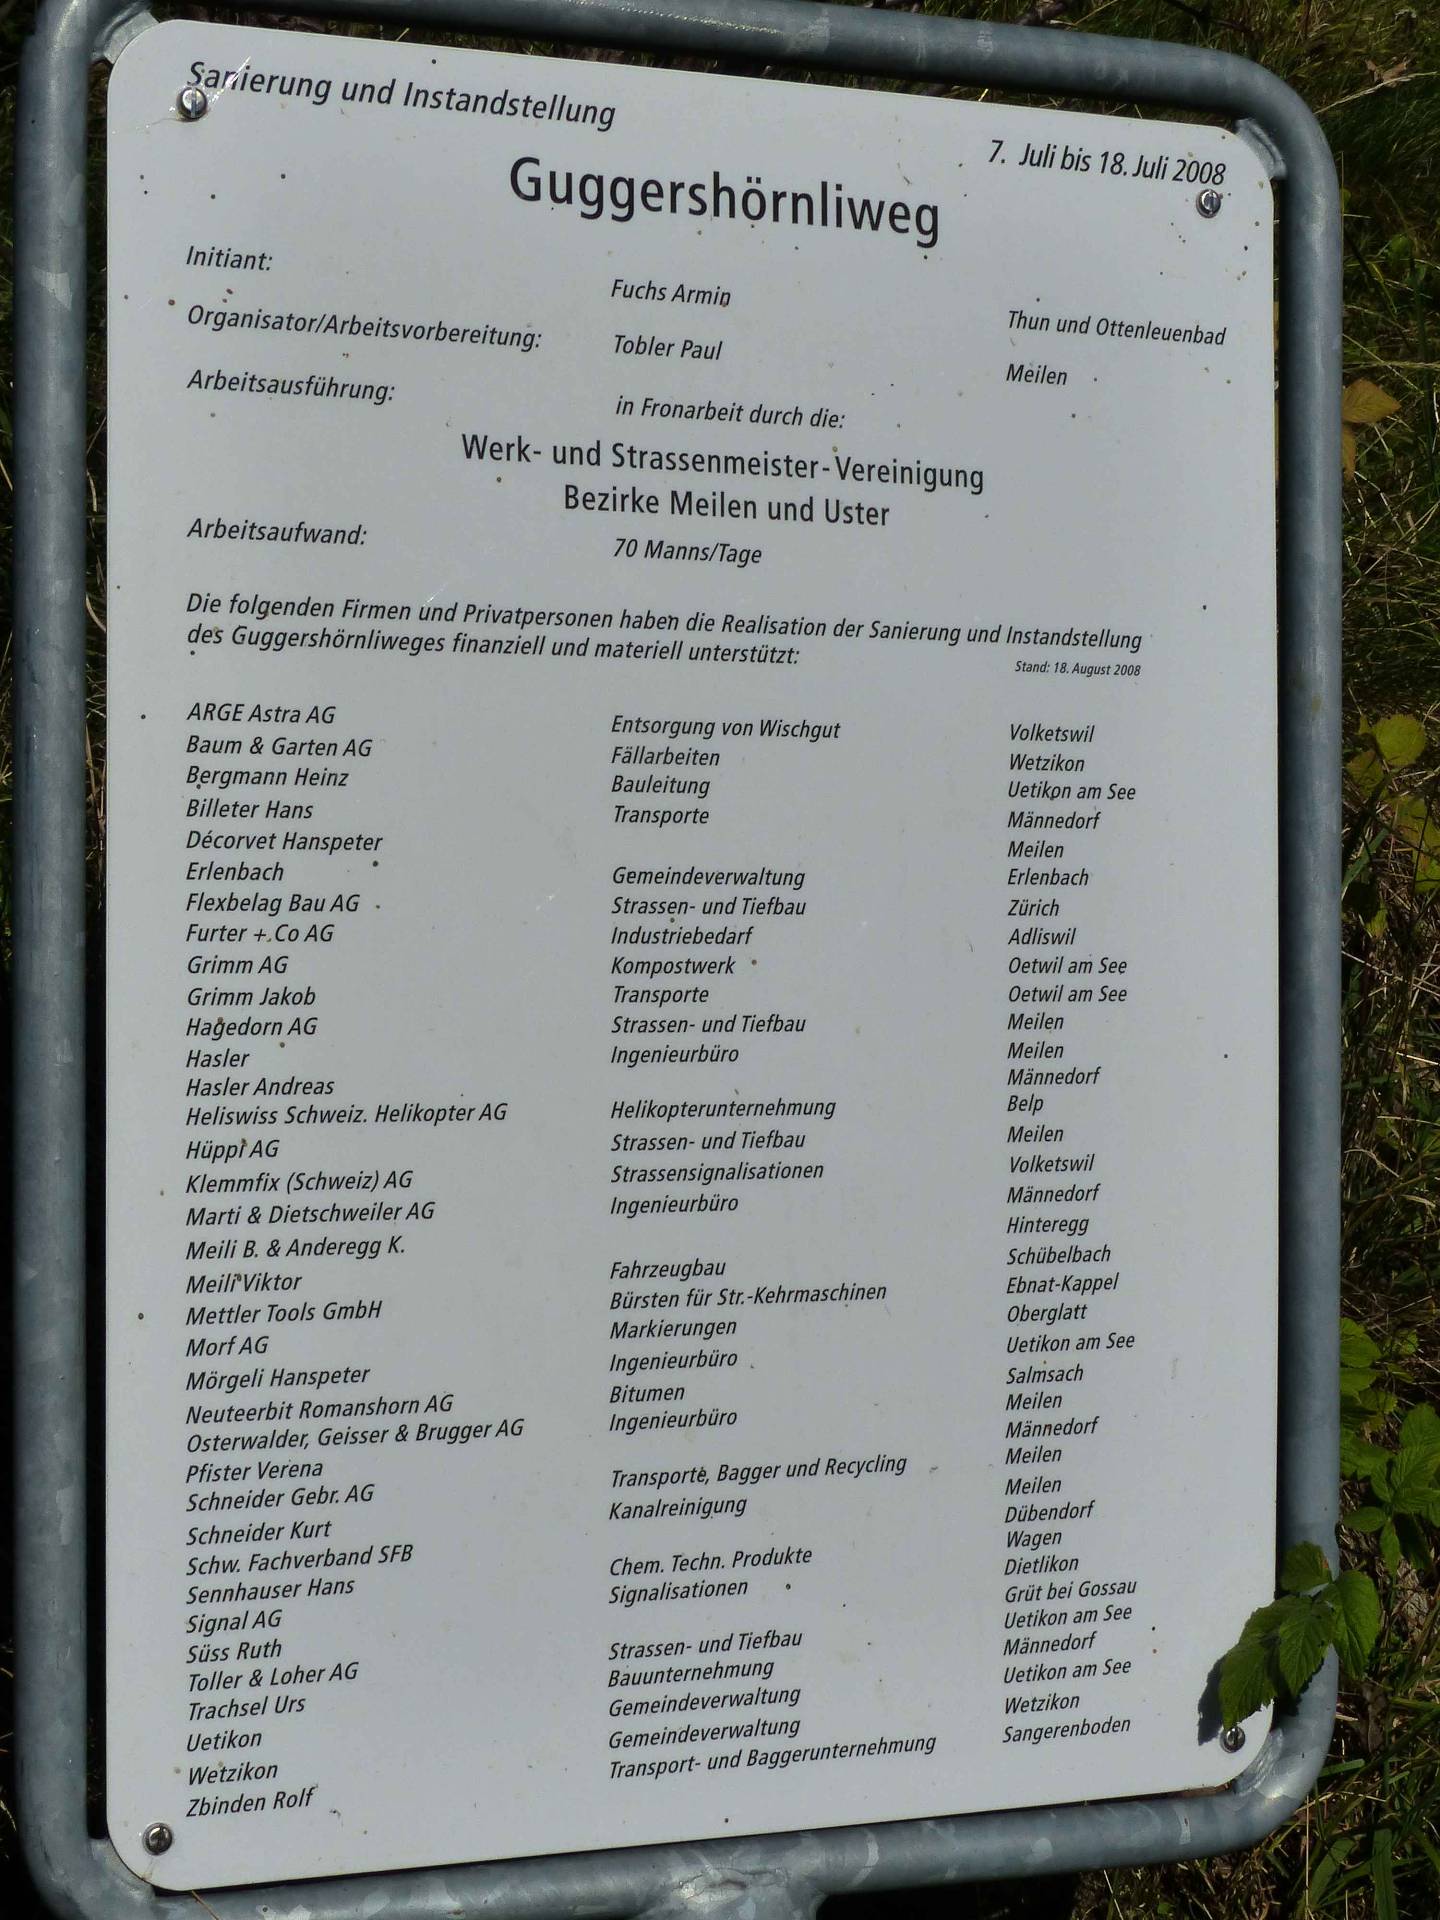 Sanierung und Instandstellung
7. Juli bis 18. Juli 2008
Guggershörnliweg
Initiant: Fuchs Armin Thun und Ottenleuenbad
Organisator/Arbeitsvorbereitung: Tobler Paul Meilen
Arbeitsausführung: in Fronarbeit durch die:
Werk- und Strassenmeister-Vereinigung
Bezirke Meilen und Uster
Arbeitsaufwand: 70 Manns/Tage
Die folgenden Firmen und Privatpersonen haben die Realisation der Sanierung und Instandstellung
des Guggershörnliweges finanziell und materiell unterstützt:
Stand: 18. August 2008
ARGE Astra AG Entsorgung von Wischgut Volketswil
Baum & Garten AG Fällarbeiten Wetzikon
Bergmann Heinz Bauleitung Uetikon am See
Billeter Hans Transporte Männedorf
Décorvet Hanspeter Meilen
Erlenbach Gemeindeverwaltung Erlenbach
Flexbelag Bau AG Strassen- und Tiefbau Zürich
Furter + Co AG Industriebedarf Adliswil
Grimm AG Kompostwerk Oetwil am See
Grimm Jakob Transporte Oetwil am See
Hagedorn AG Strassen- und Tiefbau Meilen
Hasler Ingenieurbüro Meilen
Hasler Andreas Männedorf
Heliswiss Schweiz. Helikopter AG Helikopterunternehmung Belp
Hüppi AG Strassen- und Tiefbau Meilen
Klemmfix (Schweiz) AG Strassensignalisationen Volketswil
Marti & Dietschweiler AG Ingenieurbüro Männedorf
Meili B. & Anderegg K. Hinteregg
Meili Viktor Fahrzeugbau Schübelbach
Mettler Tools GmbH Bürsten für Str.-Kehrmaschinen Ebnat-Kappel
Morf AG Markierungen Oberglatt
Mörgeli Hanspeter Ingenieurbüro Uetikon am See
Neuteerbit Romanshorn AG Bitumen Salmsach
Osterwalder, Geisser & Brugger AG Ingenieurbüro Meilen
Pfister Verena Männedorf
Schneider Gebr. AG Transporte, Bagger und Recycling Meilen
Schneider Kurt Kanalreinigung Meilen
Schw. Fachverband SFB Dübendorf
Sennhauser Hans Chem. Techn. Produkte Wagen
Signal AG Signalisationen Dietlikon
Süss Ruth Grüt bei Gossau
Toller & Loher AG Strassen- und Tiefbau Uetikon am See
Trachsel Urs Bauunternehmung Männedorf
Uetikon Gemeindeverwaltung Uetikon am See
Wetzikon Gemeindeverwaltung Wetzikon
Zbinden Rolf Transport- und Baggerunternehmung Sangerenboden